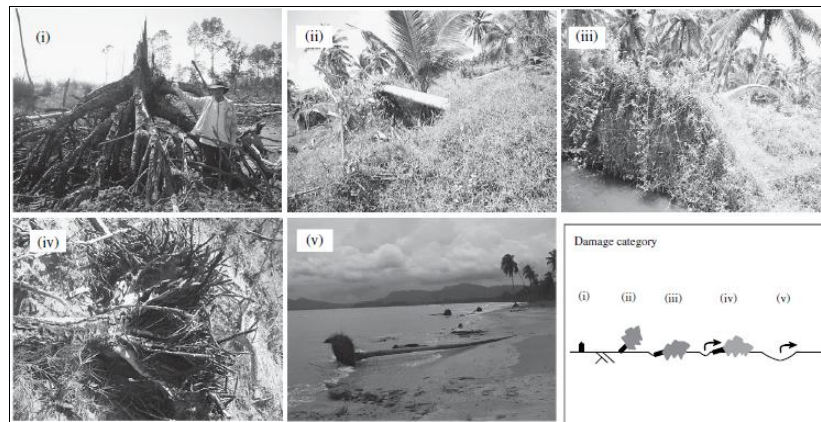 (i)
(ii)
(iii)
(iv)
(v)
Damage category
(i)
(ii)
(iii)
(iv)
(v)